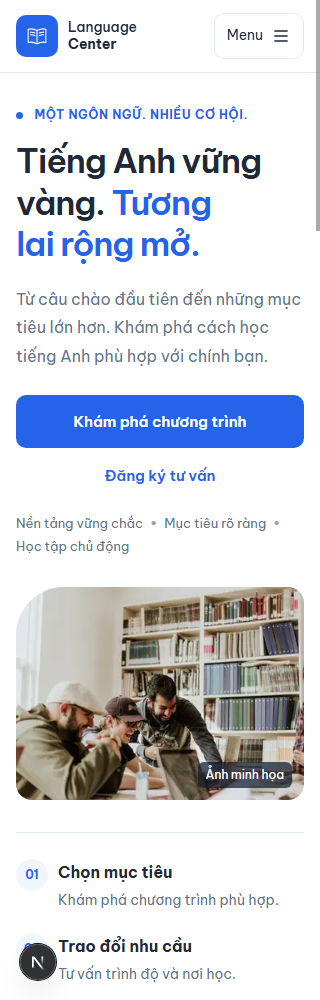 Language
Center
Menu
MỘT NGÔN NGỮ. NHIỀU CƠ HỘI.
Tiếng Anh vững
vàng. Tương
lai rộng mở.
Từ câu chào đầu tiên đến những mục
tiêu lớn hơn. Khám phá cách học
tiếng Anh phù hợp với chính bạn.
Khám phá chương trình
Đăng ký tư vấn
Nền tảng vững chắc • Mục tiêu rõ ràng •
Học tập chủ động
Ảnh minh họa
01 Chọn mục tiêu
Khám phá chương trình phù hợp.
Trao đổi nhu cầu
N
Tư vấn trình độ và nơi học.